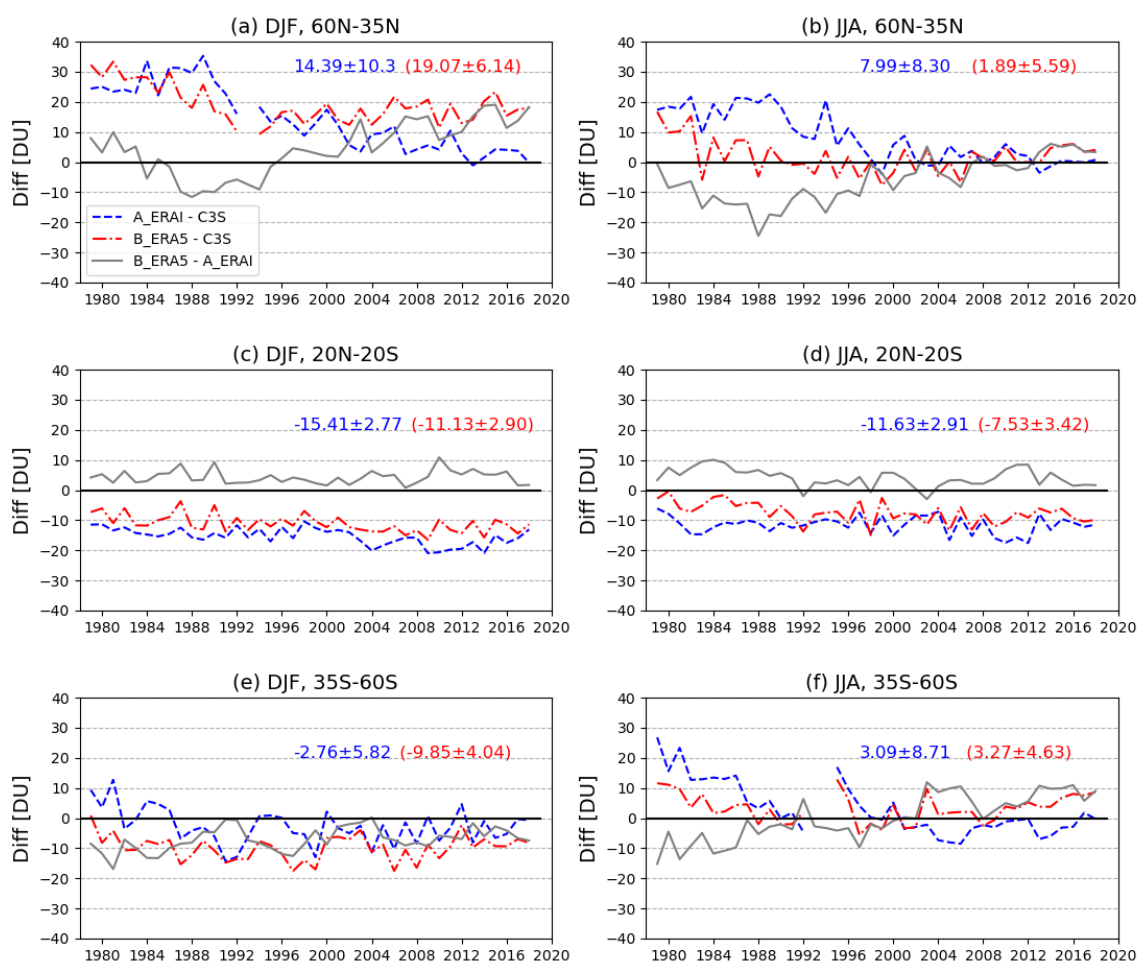 (a) DJF, 60N-35N
(b) JJA, 60N-35N
40
30
20
10
0
−10
−20
−30
−40
Diff [DU]
14.39±10.3 (19.07±6.14)
A_ERAI - C3S
B_ERA5 - C3S
B_ERA5 - A_ERAI
1980 1984 1988 1992 1996 2000 2004 2008 2012 2016 2020
40
30
20
10
0
−10
−20
−30
−40
Diff [DU]
7.99±8.30 (1.89±5.59)
1980 1984 1988 1992 1996 2000 2004 2008 2012 2016 2020
(c) DJF, 20N-20S
(d) JJA, 20N-20S
40
30
20
10
0
−10
−20
−30
−40
Diff [DU]
-15.41±2.77 (-11.13±2.90)
1980 1984 1988 1992 1996 2000 2004 2008 2012 2016 2020
40
30
20
10
0
−10
−20
−30
−40
Diff [DU]
-11.63±2.91 (-7.53±3.42)
1980 1984 1988 1992 1996 2000 2004 2008 2012 2016 2020
(e) DJF, 35S-60S
(f) JJA, 35S-60S
40
30
20
10
0
−10
−20
−30
−40
Diff [DU]
-2.76±5.82 (-9.85±4.04)
1980 1984 1988 1992 1996 2000 2004 2008 2012 2016 2020
40
30
20
10
0
−10
−20
−30
−40
Diff [DU]
3.09±8.71 (3.27±4.63)
1980 1984 1988 1992 1996 2000 2004 2008 2012 2016 2020